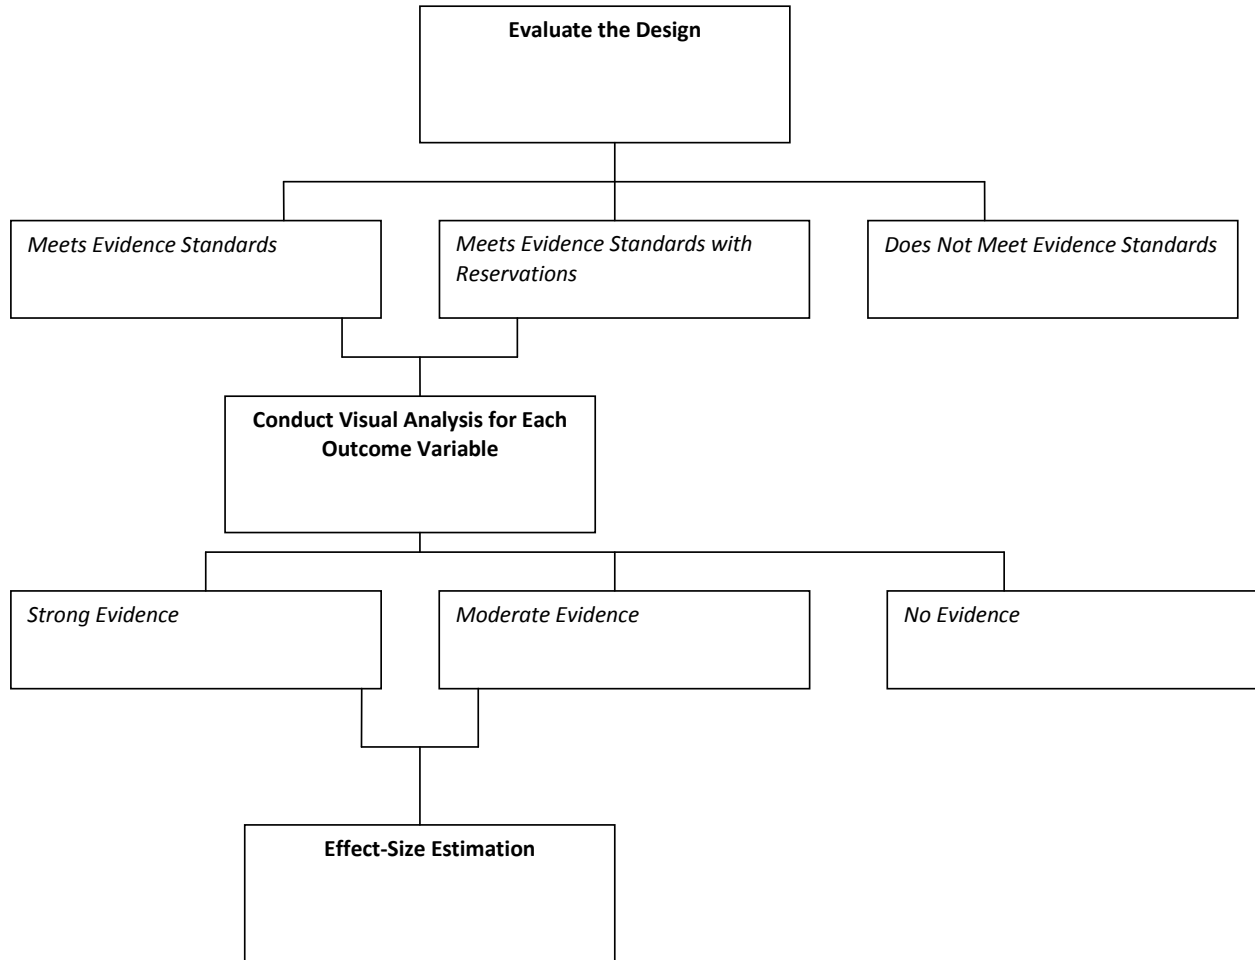 Evaluate the Design
Meets Evidence Standards
Meets Evidence Standards with
Reservations
Does Not Meet Evidence Standards
Conduct Visual Analysis for Each
Outcome Variable
Strong Evidence
Moderate Evidence
No Evidence
Effect-Size Estimation